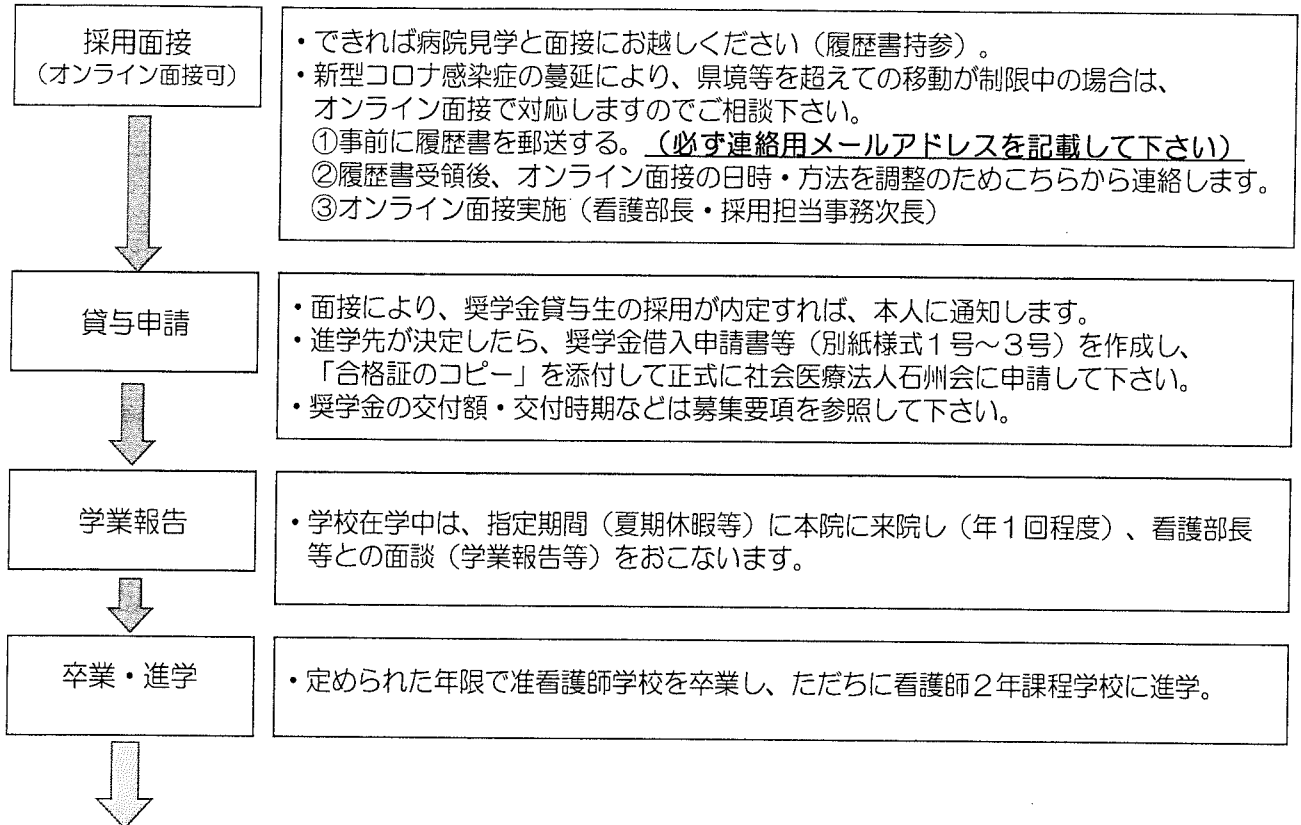 採用面接
（オンライン面接可）
・できれば病院見学と面接にお越しください（履歴書持参）。
・新型コロナ感染症の蔓延により、県境等を超えての移動が制限中の場合は、
オンライン面接で対応しますのでご相談下さい。
①事前に履歴書を郵送する。（必ず連絡用メールアドレスを記載して下さい）
②履歴書受領後、オンライン面接の日時・方法を調整のためこちらから連絡します。
③オンライン面接実施（看護部長・採用担当事務次長）
貸与申請
・面接により、奨学金貸与生の採用が内定すれば、本人に通知します。
・進学先が決定したら、奨学金借入申請書等（別紙様式１号～３号）を作成し、
「合格証のコピー」を添付して正式に社会医療法人石州会に申請して下さい。
・奨学金の交付額・交付時期などは募集要項を参照して下さい。
学業報告
・学校在学中は、指定期間（夏期休暇等）に本院に来院し（年１回程度）、看護部長
等との面談（学業報告等）をおこないます。
卒業・進学
・定められた年限で准看護師学校を卒業し、ただちに看護師２年課程学校に進学。